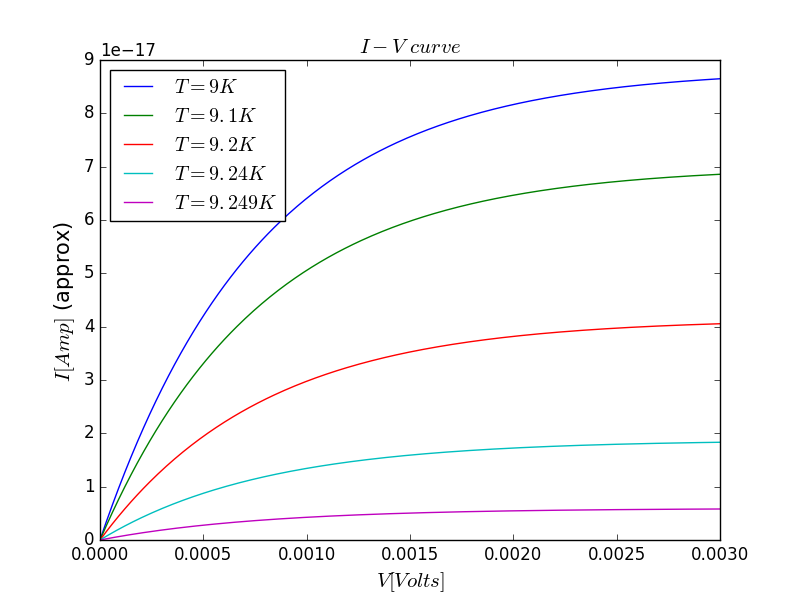 I − V curve
1e−17
T = 9K
T = 9.1K
T = 9.2K
T = 9.24K
T = 9.249K
9
8
7
6
5
4
3
2
1
0
I[Amp] (approx)
0.0000 0.0005 0.0010 0.0015 0.0020 0.0025 0.0030
V[Volts]